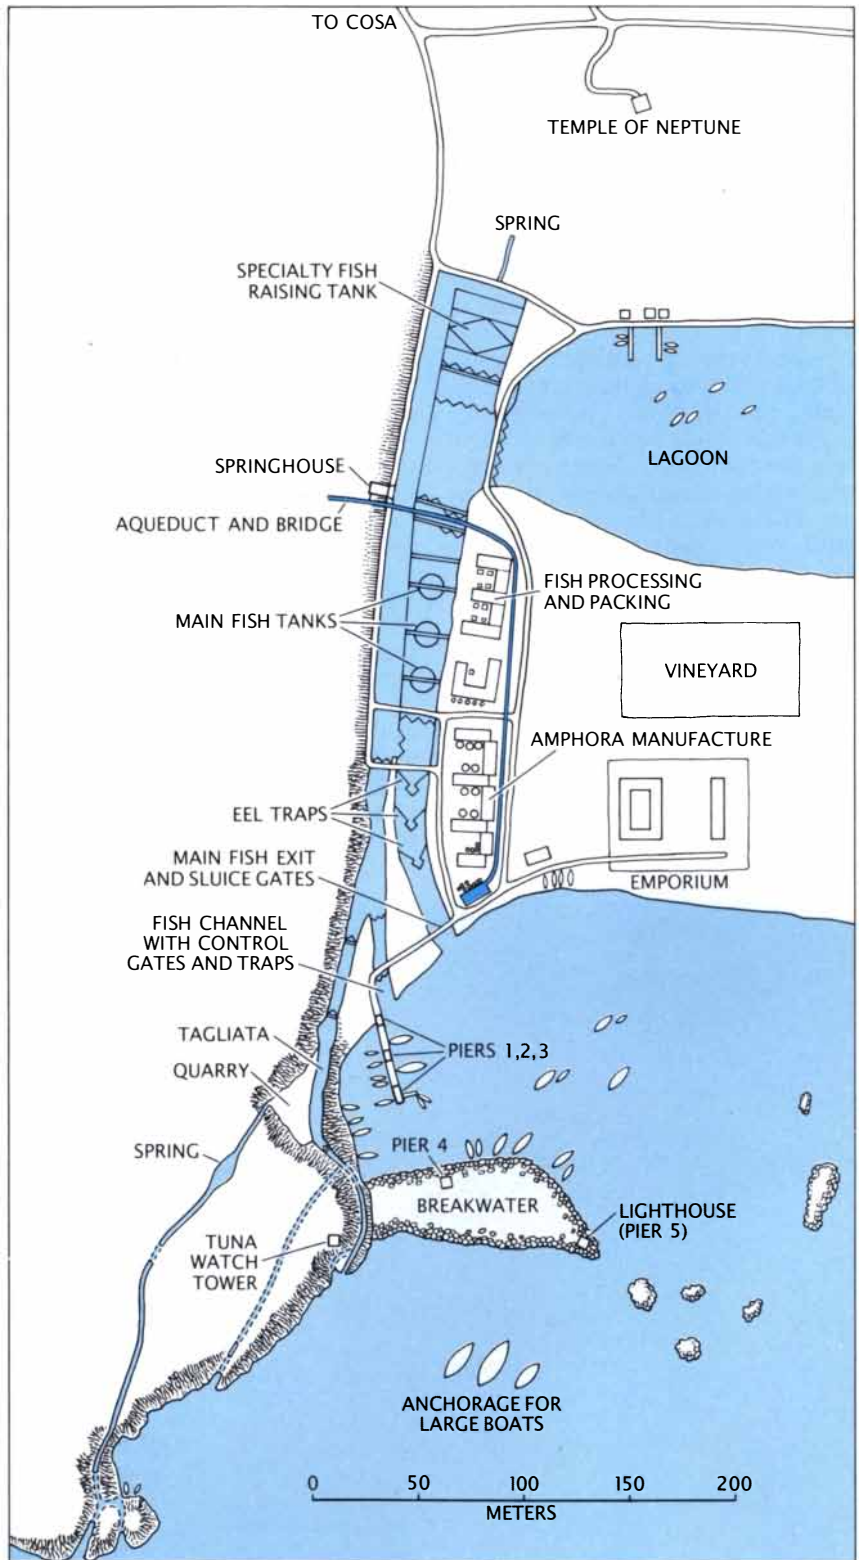 TO COSA
TEMPLE OF NEPTUNE
SPRING
SPECIALTY FISH
RAISING TANK
LAGOON
SPRINGHOUSE
AQUEDUCT AND BRIDGE
FISH PROCESSING
AND PACKING
MAIN FISH TANKS
VINEYARD
AMPHORA MANUFACTURE
EEL TRAPS
MAIN FISH EXIT
AND SLUICE GATES
EMPORIUM
FISH CHANNEL
WITH CONTROL
GATES AND TRAPS
TAGLIATA
PIERS 1,2,3
QUARRY
SPRING
PIER 4
BREAKWATER
LIGHTHOUSE
(PIER 5)
TUNA
WATCH
TOWER
ANCHORAGE FOR
LARGE BOATS
0 50 100 150 200
METERS